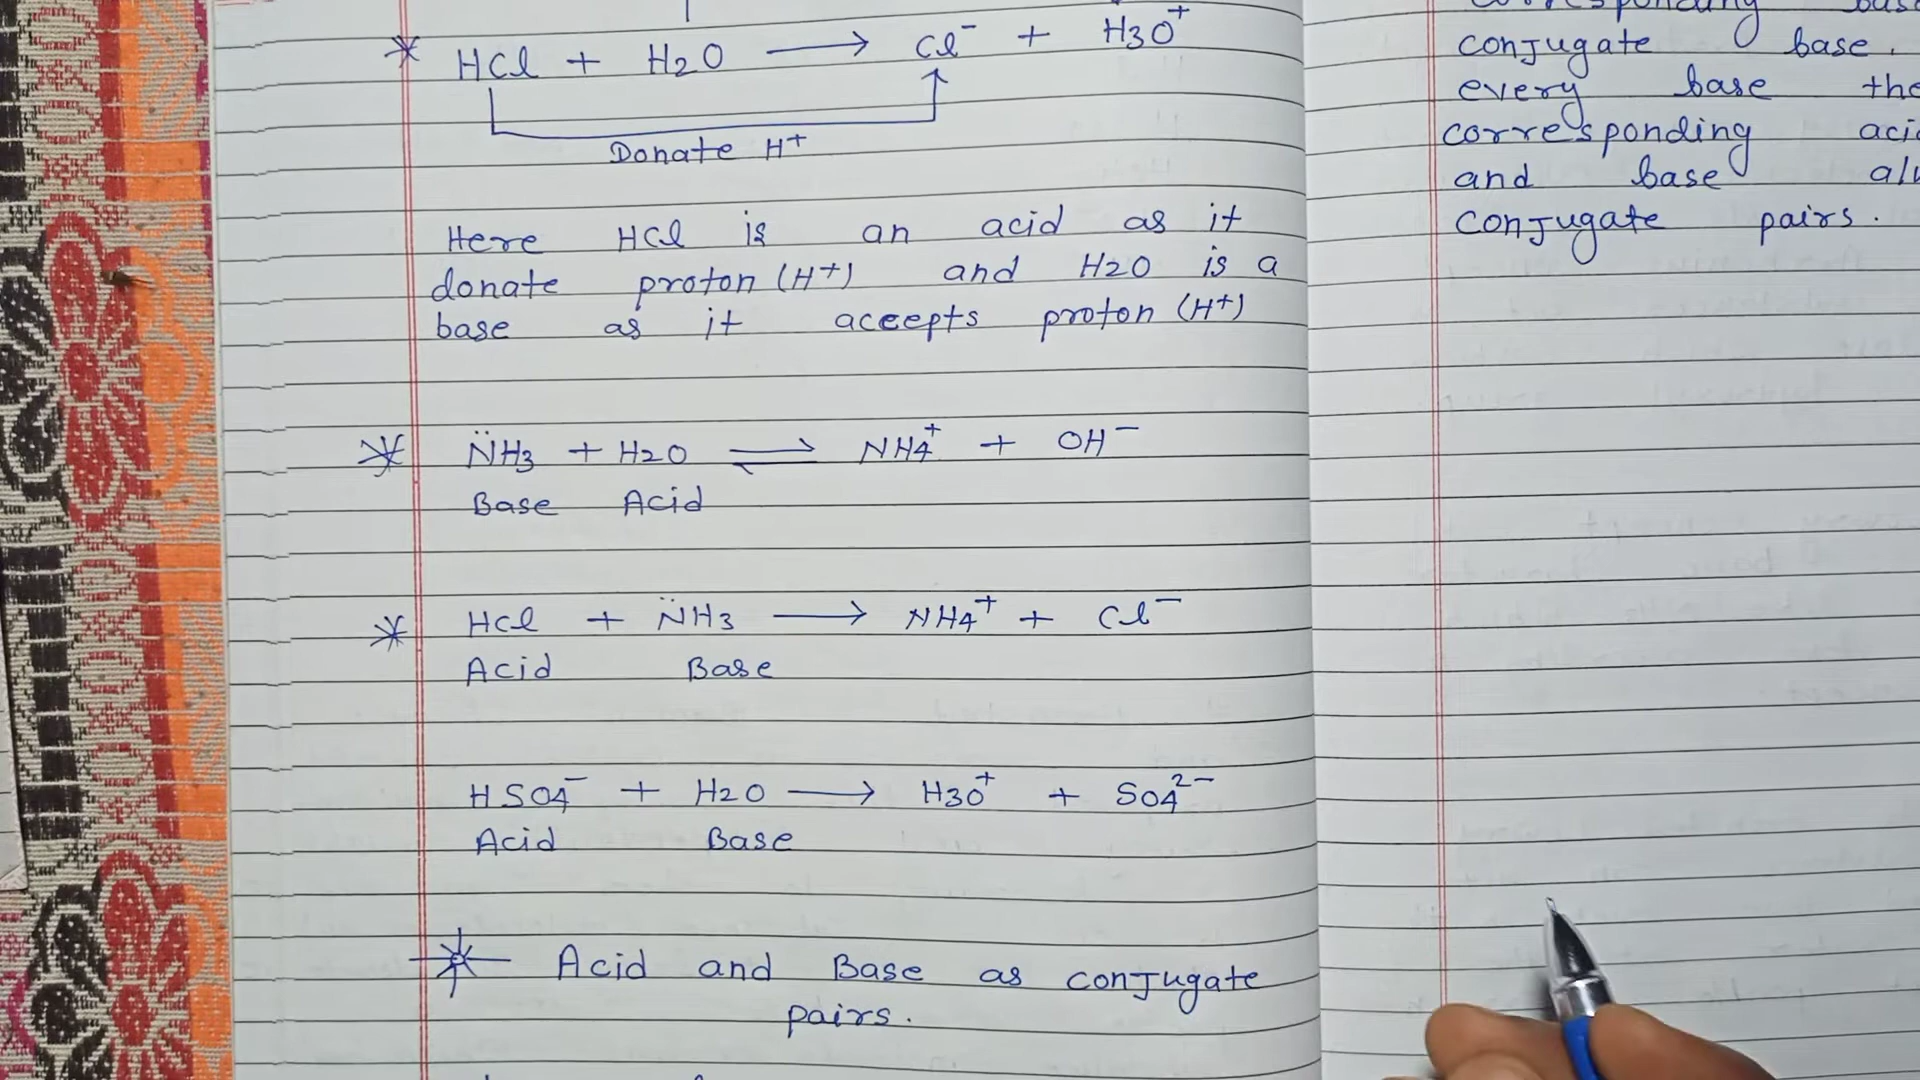 * HCl + H2O ⟶ Cl⁻ + H3O⁺
Donate H⁺
Here HCl is an acid as it
donate proton (H⁺) and H2O is a
base as it accepts proton (H⁺)
* N̈H3 + H2O ⇌ NH4⁺ + OH⁻
Base Acid
* HCl + N̈H3 ⟶ NH4⁺ + Cl⁻
Acid Base
HSO4⁻ + H2O ⟶ H3O⁺ + SO4²⁻
Acid Base
* Acid and Base as conjugate
pairs.
corresponding
conjugate base.
every base
corresponding
and base
conjugate pairs.